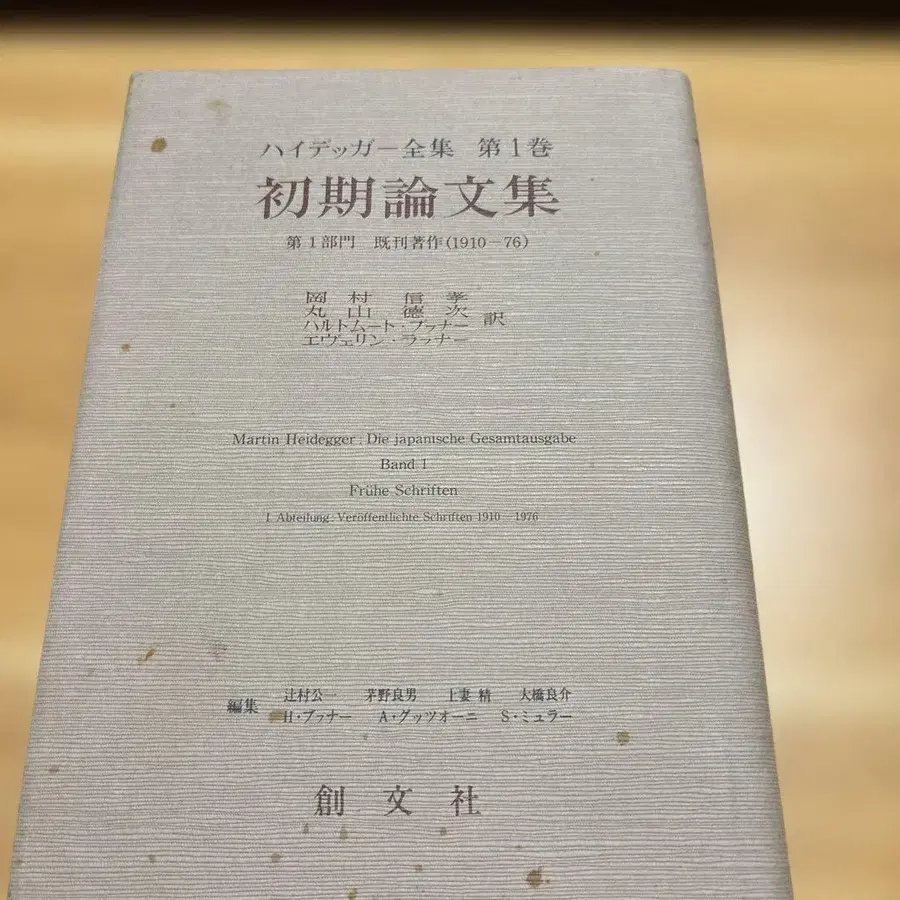 ハイデッガー全集 第1巻
初期論文集
第1部門 既刊著作(1910-76)
岡村信孝
丸山徳次
ハルトムート・ブァナー 訳
エヴェリン・ラフナー
Martin Heidegger: Die japanische Gesamtausgabe
Band 1
Frühe Schriften
I. Abteilung: Veröffentlichte Schriften 1910—1976
編集 辻村公一 茅野良男 上妻精 大橋良介
H・ブァナー A・グッツオーニ S・ミュラー
創文社